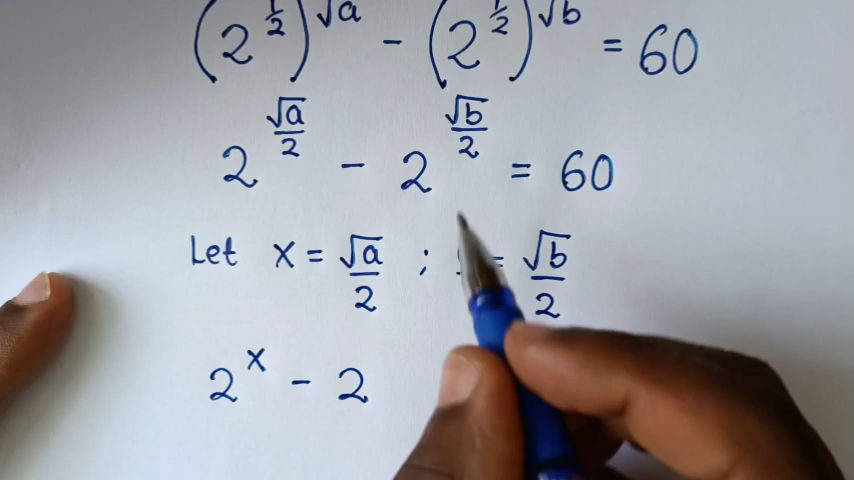 (2^(1/2))^√a - (2^(1/2))^√b = 60
2^(√a/2) - 2^(√b/2) = 60
Let x = √a/2 ; = √b/2
2^x - 2